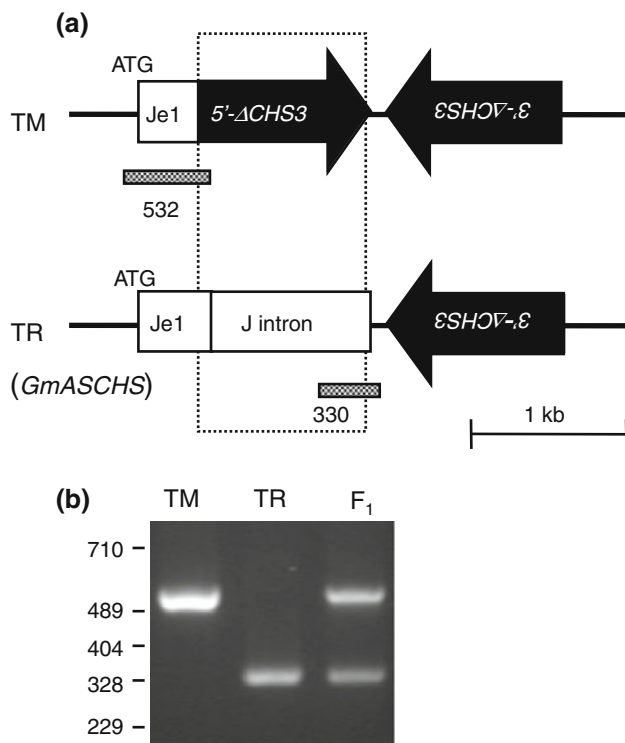 (a)
ATG
TM
Je1
5'-ΔCHS3
3'-ΔCHS3
532
ATG
TR
Je1
J intron
3'-ΔCHS3
(GmASCHS)
330
1 kb
(b)
TM TR F1
710
489
404
328
229